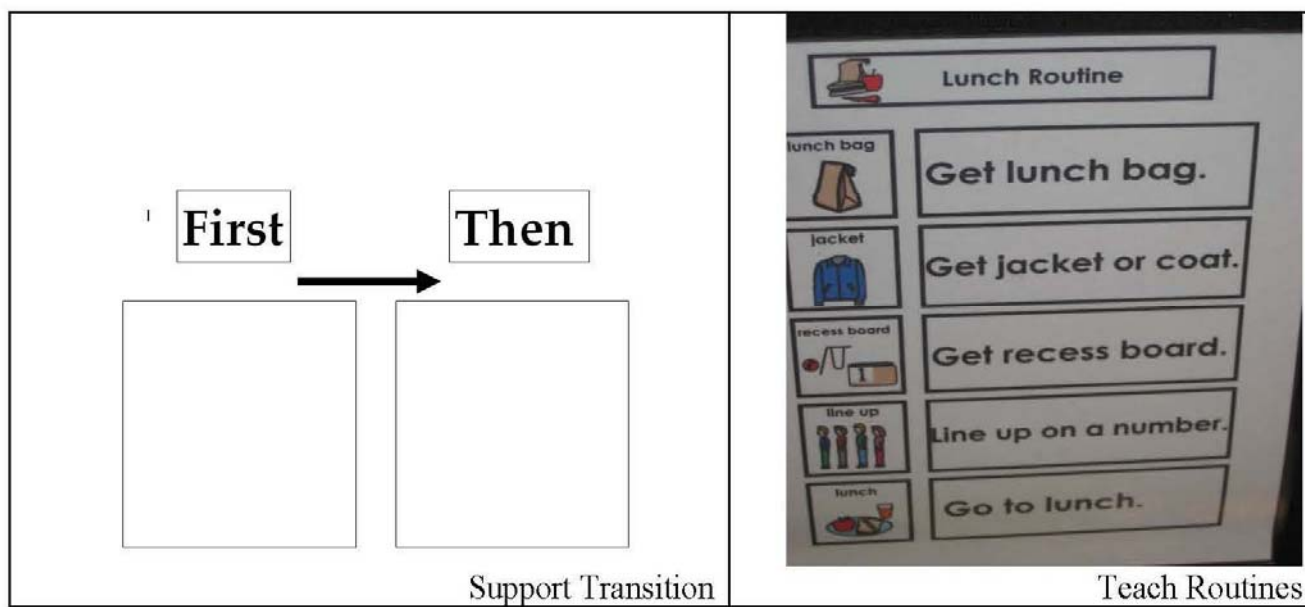 First
Then
Support Transition
Lunch Routine
lunch bag
Get lunch bag.
jacket
Get jacket or coat.
recess board
1
Get recess board.
line up
Line up on a number.
lunch
Go to lunch.
Teach Routines